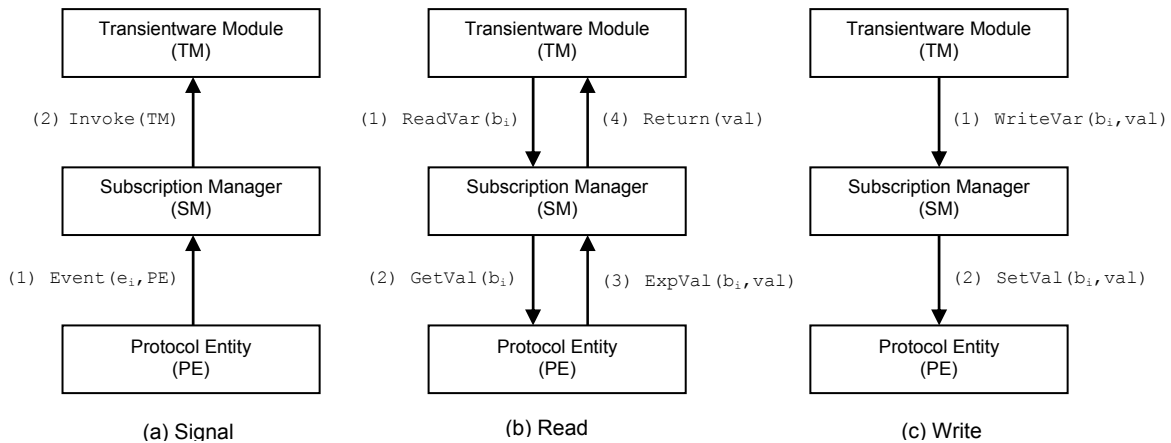 Transientware Module
(TM)
(2) Invoke(TM)
Subscription Manager
(SM)
(1) Event(eᵢ,PE)
Protocol Entity
(PE)
(a) Signal
Transientware Module
(TM)
(1) ReadVar(bᵢ)
(4) Return(val)
Subscription Manager
(SM)
(2) GetVal(bᵢ)
(3) ExpVal(bᵢ,val)
Protocol Entity
(PE)
(b) Read
Transientware Module
(TM)
(1) WriteVar(bᵢ,val)
Subscription Manager
(SM)
(2) SetVal(bᵢ,val)
Protocol Entity
(PE)
(c) Write